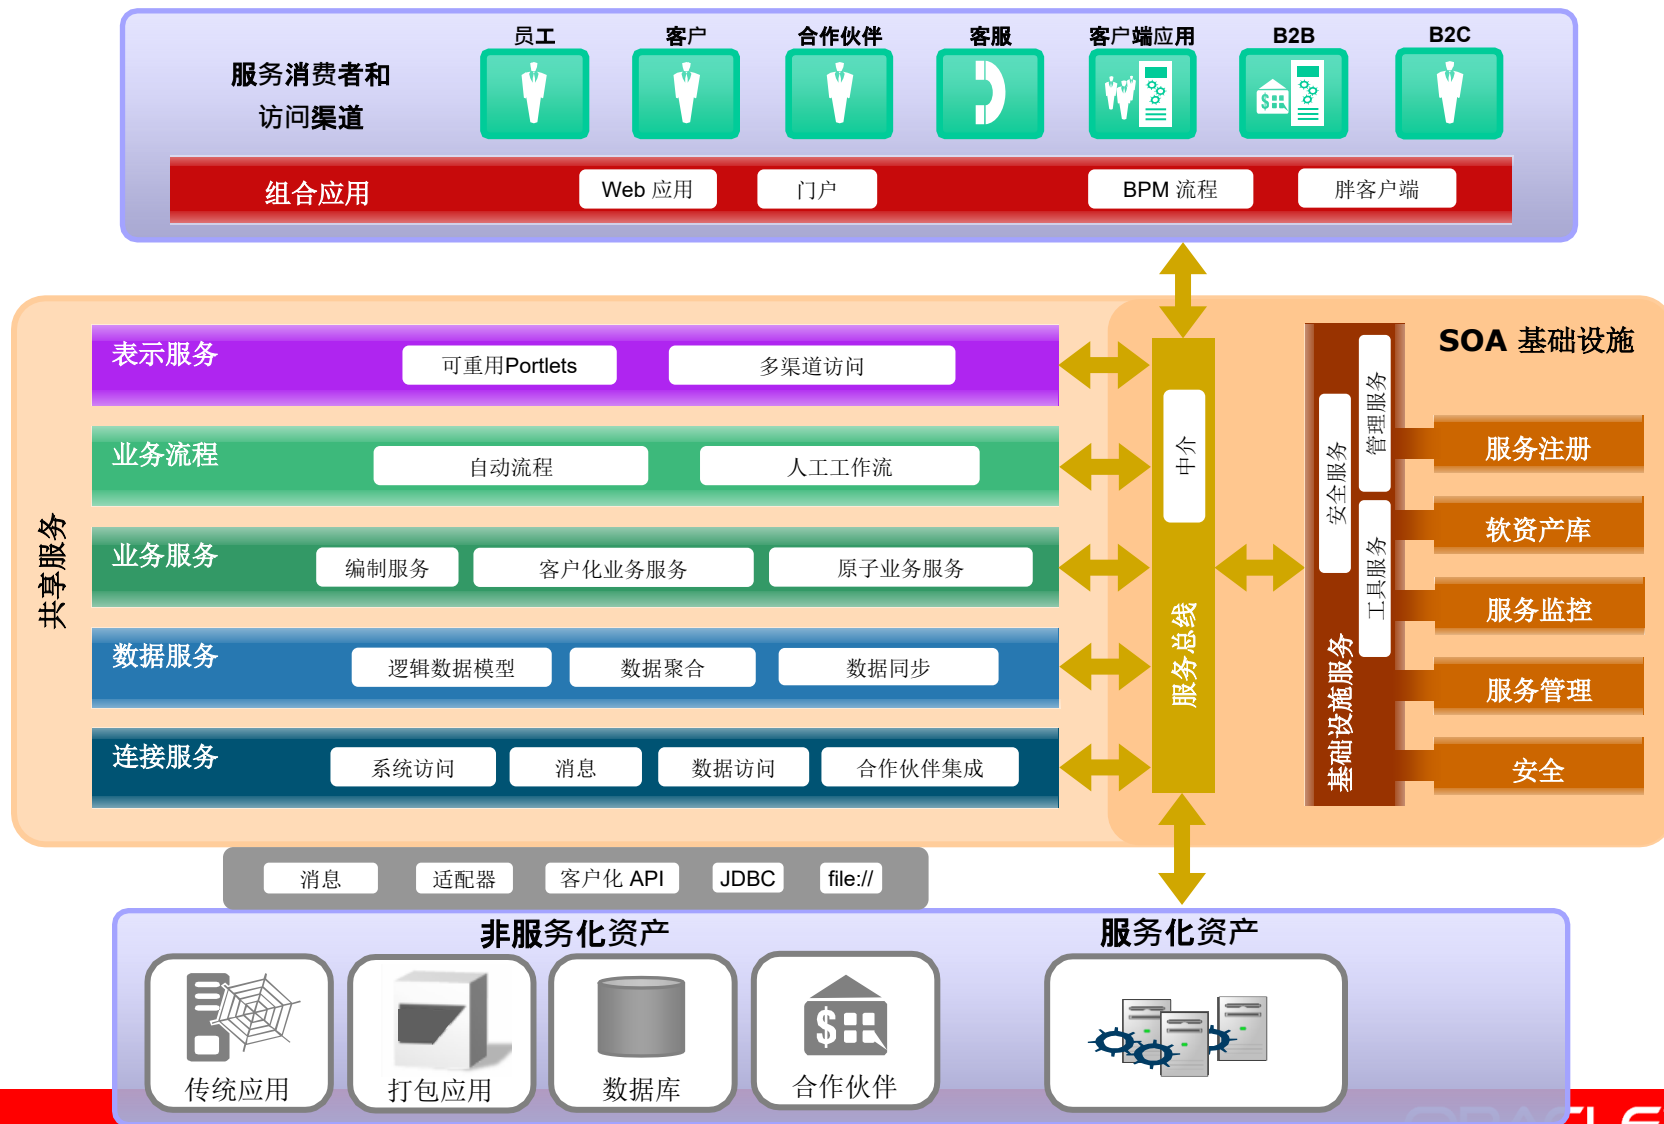 员工
客户
合作伙伴
客服
客户端应用
B2B
B2C
服务消费者和
访问渠道
组合应用
Web 应用
门户
BPM 流程
胖客户端
SOA 基础设施
共享服务
表示服务
可重用Portlets
多渠道访问
业务流程
自动流程
人工工作流
业务服务
编制服务
客户化业务服务
原子业务服务
数据服务
逻辑数据模型
数据聚合
数据同步
连接服务
系统访问
消息
数据访问
合作伙伴集成
中介
服务总线
安全服务
管理服务
工具服务
基础设施服务
服务注册
软资产库
服务监控
服务管理
安全
消息
适配器
客户化 API
JDBC
file://
非服务化资产
服务化资产
传统应用
打包应用
数据库
合作伙伴
$
$
ORACLE